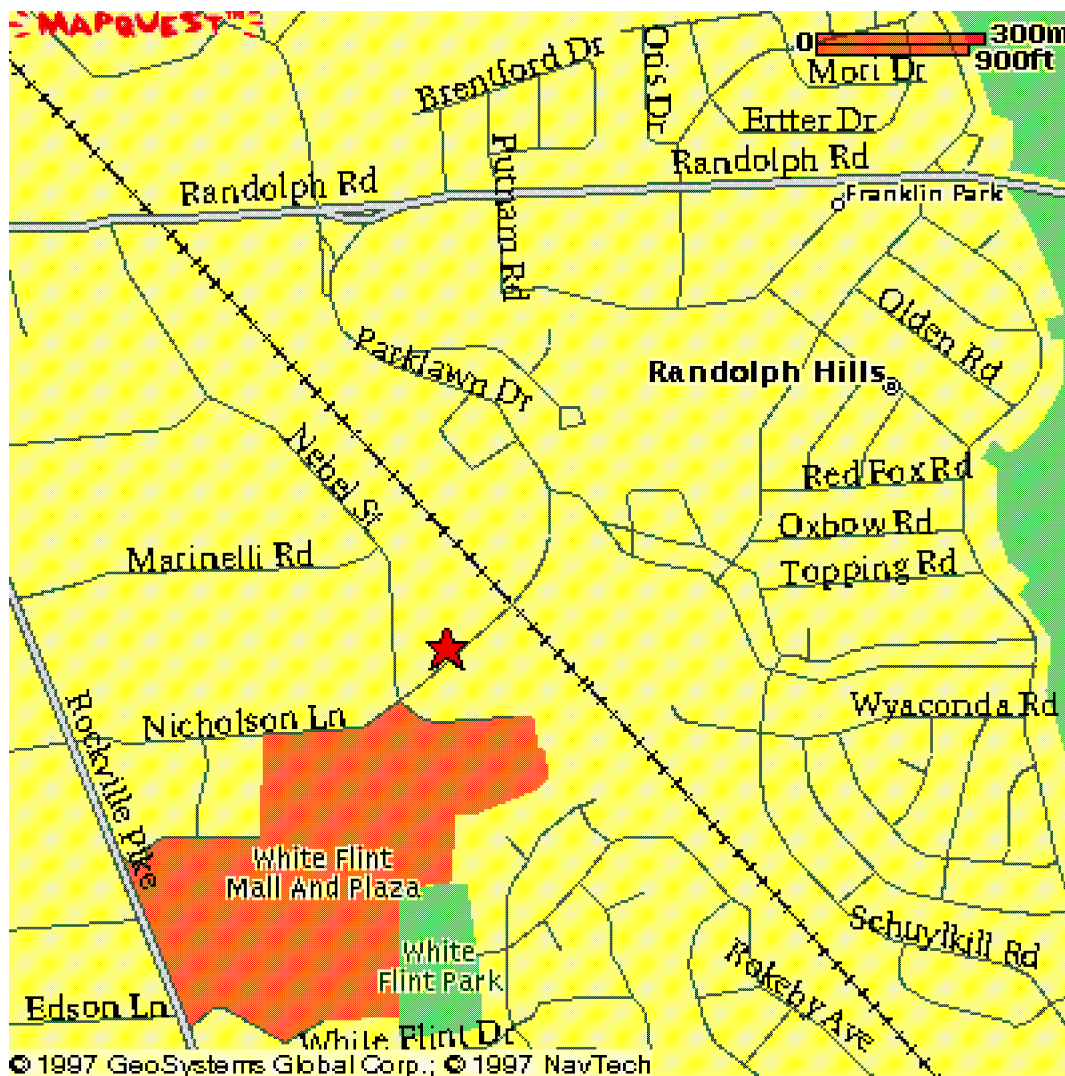 MAPQUEST™
0 300m
900ft
Brentford Dr
Oris Dr
Mori Dr
Ertter Dr
Putnam Rd
Randolph Rd
Randolph Rd
Franklin Park
Olden Rd
Parklawn Dr
Randolph Hills
Nebel St
Red Fox Rd
Oxbow Rd
Marinelli Rd
Topping Rd
Rockville Pike
Nicholson Ln
Wyaconda Rd
White Flint
Mall And Plaza
White
Flint Park
Schuylkill Rd
Rokeby Ave
Edson Ln
White Flint Dr
© 1997 GeoSystems Global Corp.; © 1997 NavTech